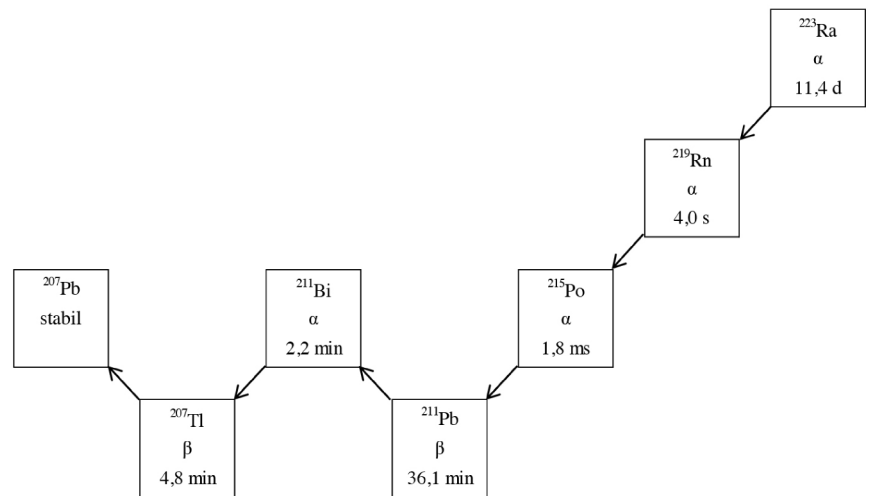 ²²³Ra
α
11,4 d
²¹⁹Rn
α
4,0 s
²⁰⁷Pb
stabil
²¹¹Bi
α
2,2 min
²¹⁵Po
α
1,8 ms
²⁰⁷Tl
β
4,8 min
²¹¹Pb
β
36,1 min